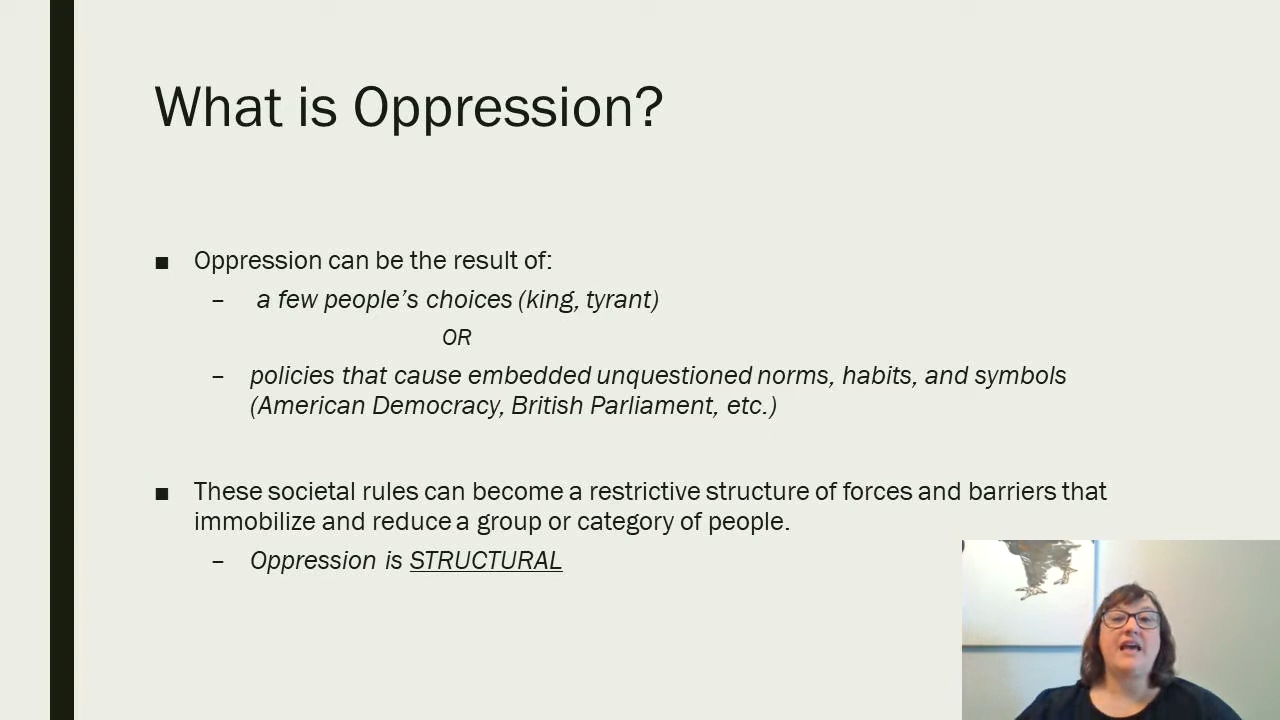 What is Oppression?
■ Oppression can be the result of:
– a few people’s choices (king, tyrant)
OR
– policies that cause embedded unquestioned norms, habits, and symbols
(American Democracy, British Parliament, etc.)
■ These societal rules can become a restrictive structure of forces and barriers that
immobilize and reduce a group or category of people.
– Oppression is STRUCTURAL